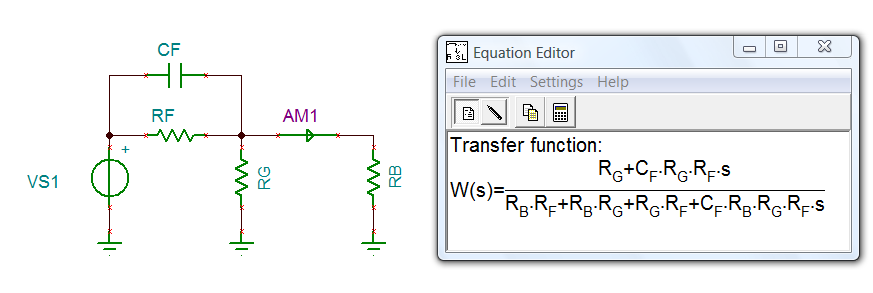 CF
RF
AM1
+
VS1
RG
RB
Equation Editor
File Edit Settings Help
Transfer function:
R_G+C_F·R_G·R_F·s
W(s)=
R_B·R_F+R_B·R_G+R_G·R_F+C_F·R_B·R_G·R_F·s